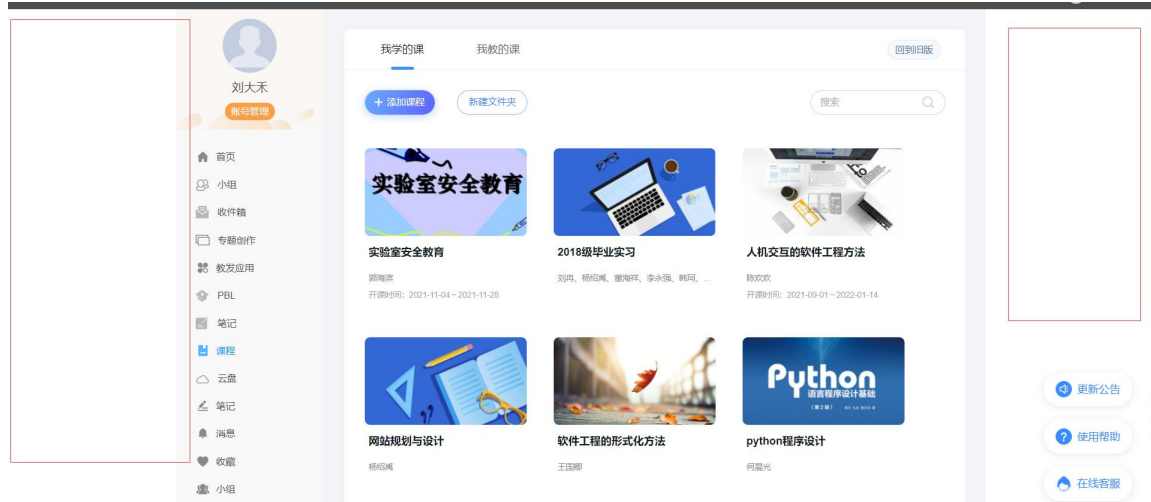 刘大禾
账号管理
首页
小组
收件箱
专题创作
教发应用
PBL
笔记
课程
云盘
笔记
消息
收藏
小组
我学的课
我教的课
回到旧版
+ 添加课程
新建文件夹
搜索
实验室安全教育
实验室安全教育
郭海滨
开课时间：2021-11-04～2021-11-28
2018级毕业实习
刘冉、杨绍禹、董海祥、李永强、韩珂、...
人机交互的软件工程方法
陈欢欢
开课时间：2021-09-01～2022-01-14
网站规划与设计
杨绍禹
软件工程的形式化方法
王国卿
Python
语言程序设计基础
（第2版）
python程序设计
何晨光
更新公告
使用帮助
在线客服